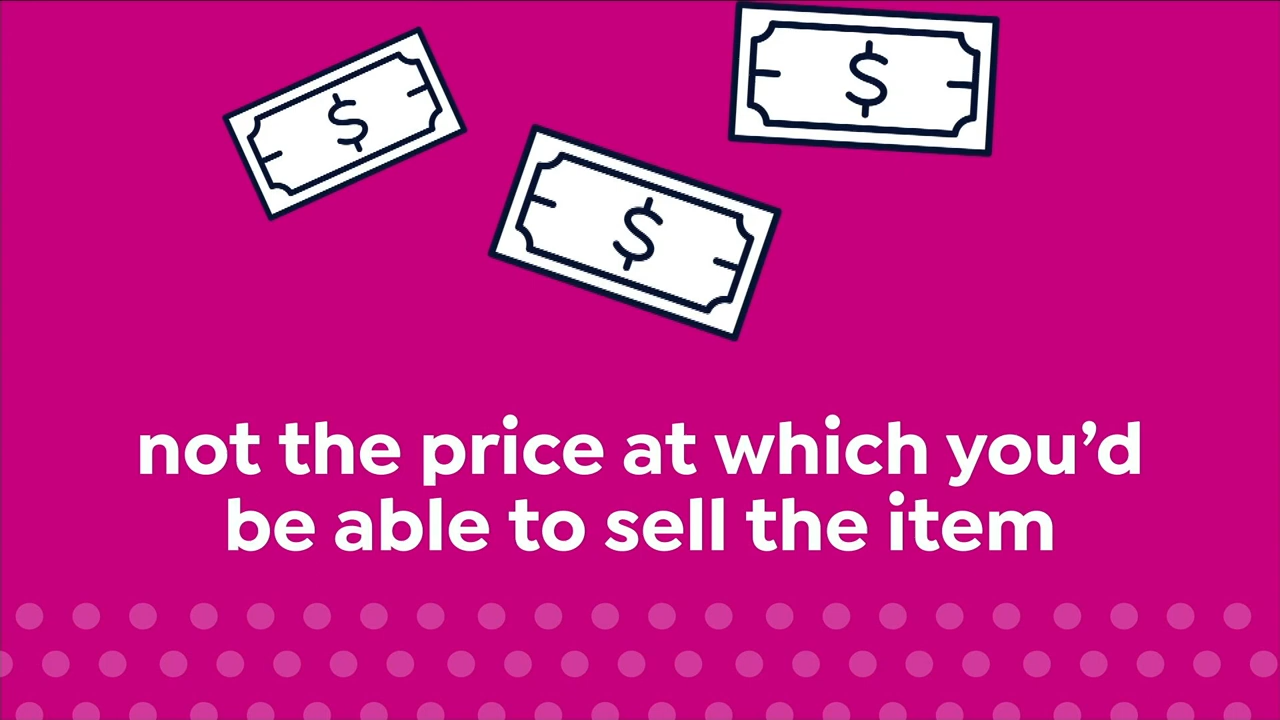 $
$
$
not the price at which you’d
be able to sell the item